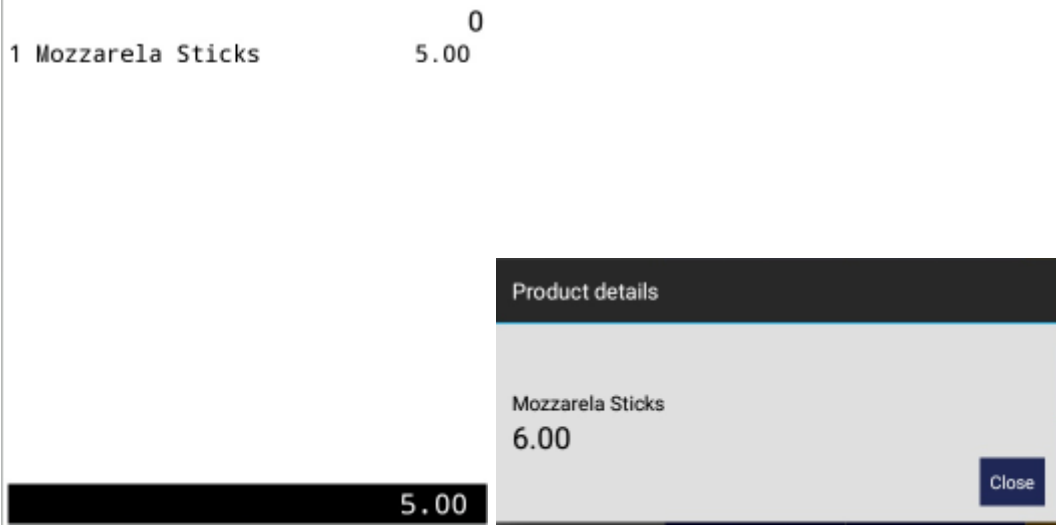 0
1 Mozzarela Sticks 5.00
5.00
Product details
Mozzarela Sticks
6.00
Close